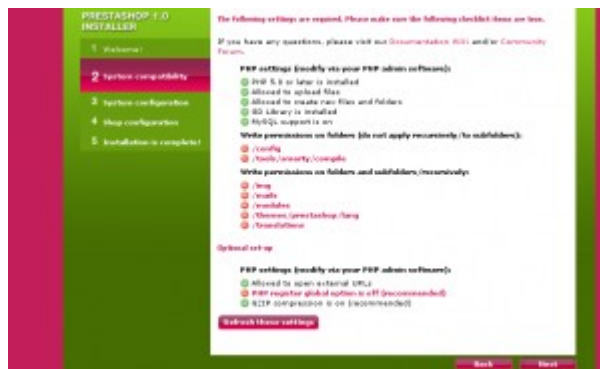 PRESTASHOP 1.0
INSTALLER
1 Welcome!
2 System compatibility
3 System configuration
4 Shop configuration
5 Installation is complete!
The following settings are required. Please make sure the following checklist items are true.
If you have any questions, please visit our Documentation Wiki and/or Community
Forum.
PHP settings (modify via your PHP admin software):
PHP 5.0 or later is installed
Allowed to upload files
Allowed to create new files and folders
GD Library is installed
MySQL support is on
Write permissions on folders (do not apply recursively/to subfolders):
/config
/tools/smarty/compile
Write permissions on folders and subfolders/recursively:
/img
/mails
/modules
/themes/prestashop/lang
/translations
Optional set-up
PHP settings (modify via your PHP admin software):
Allowed to open external URLs
PHP register global option is off (recommended)
GZIP compression is on (recommended)
Refresh these settings
Back
Next